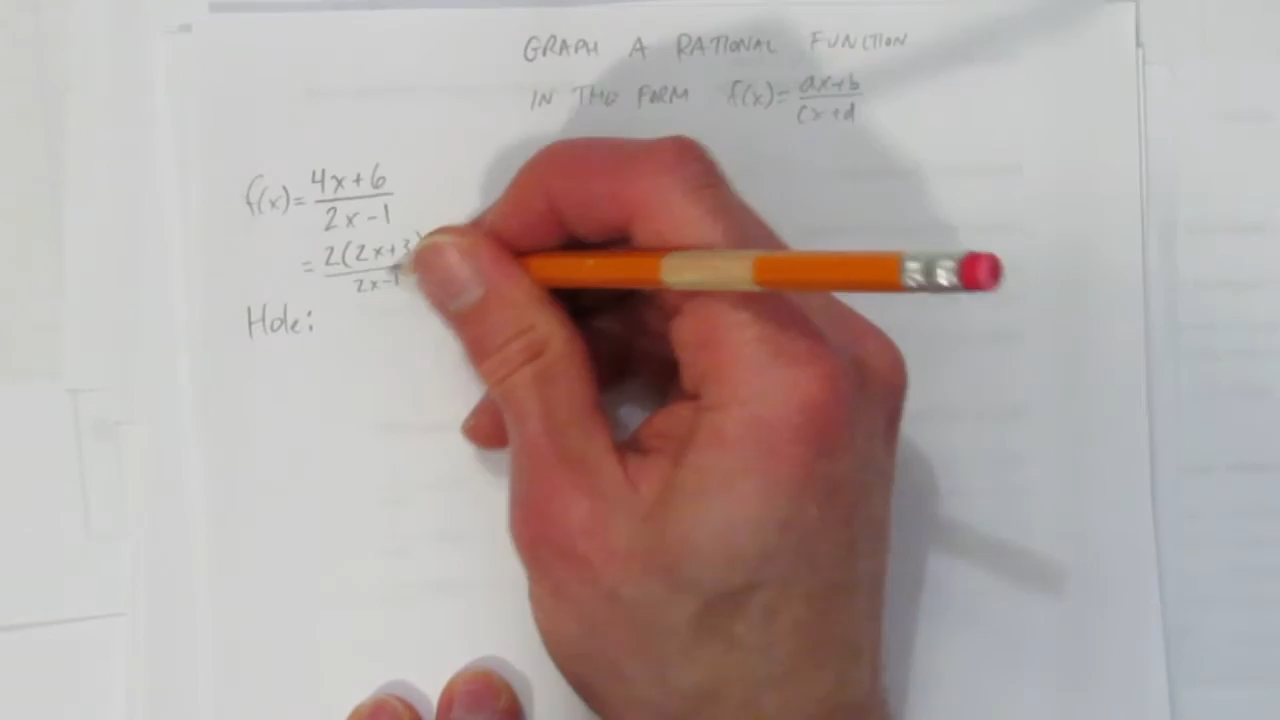 GRAPH A RATIONAL FUNCTION
IN THE FORM f(x)= ax+b / cx+d
f(x)= 4x+6 / 2x-1
= 2(2x+3) / 2x-1
Hole: